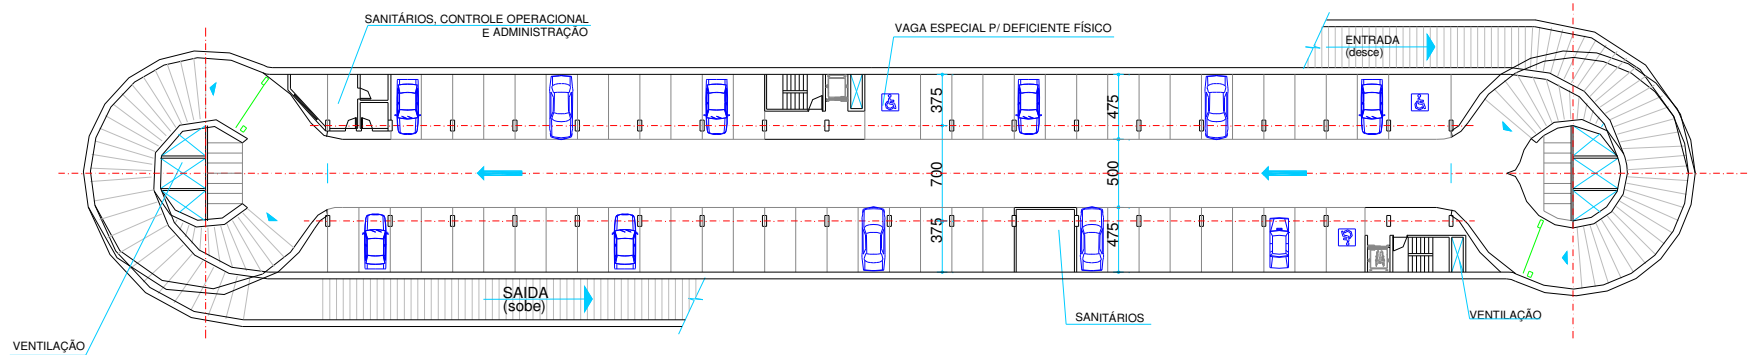 SANITÁRIOS, CONTROLE OPERACIONAL
E ADMINISTRAÇÃO
VAGA ESPECIAL P/ DEFICIENTE FÍSICO
ENTRADA
(desce)
375
475
700
500
375
475
SAIDA
(sobe)
SANITÁRIOS
VENTILAÇÃO
VENTILAÇÃO